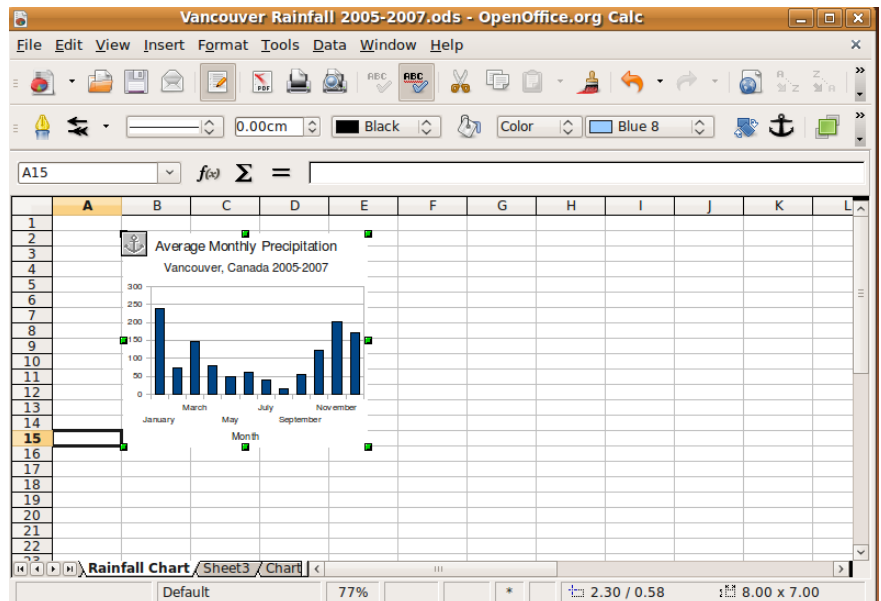 Vancouver Rainfall 2005-2007.ods - OpenOffice.org Calc
File Edit View Insert Format Tools Data Window Help
PDF ABC ABC A Z Z A
0.00cm Black Color Blue 8
A15 f(x) Σ =
A B C D E F G H I J K L
1
2
3
4
5
6
7
8
9
10
11
12
13
14
15
16
17
18
19
20
21
22
23
Average Monthly Precipitation
Vancouver, Canada 2005-2007
300
250
200
150
100
50
0
March July November
January May September
Month
Rainfall Chart Sheet3 Chart
Default 77% * 2.30 / 0.58 8.00 x 7.00